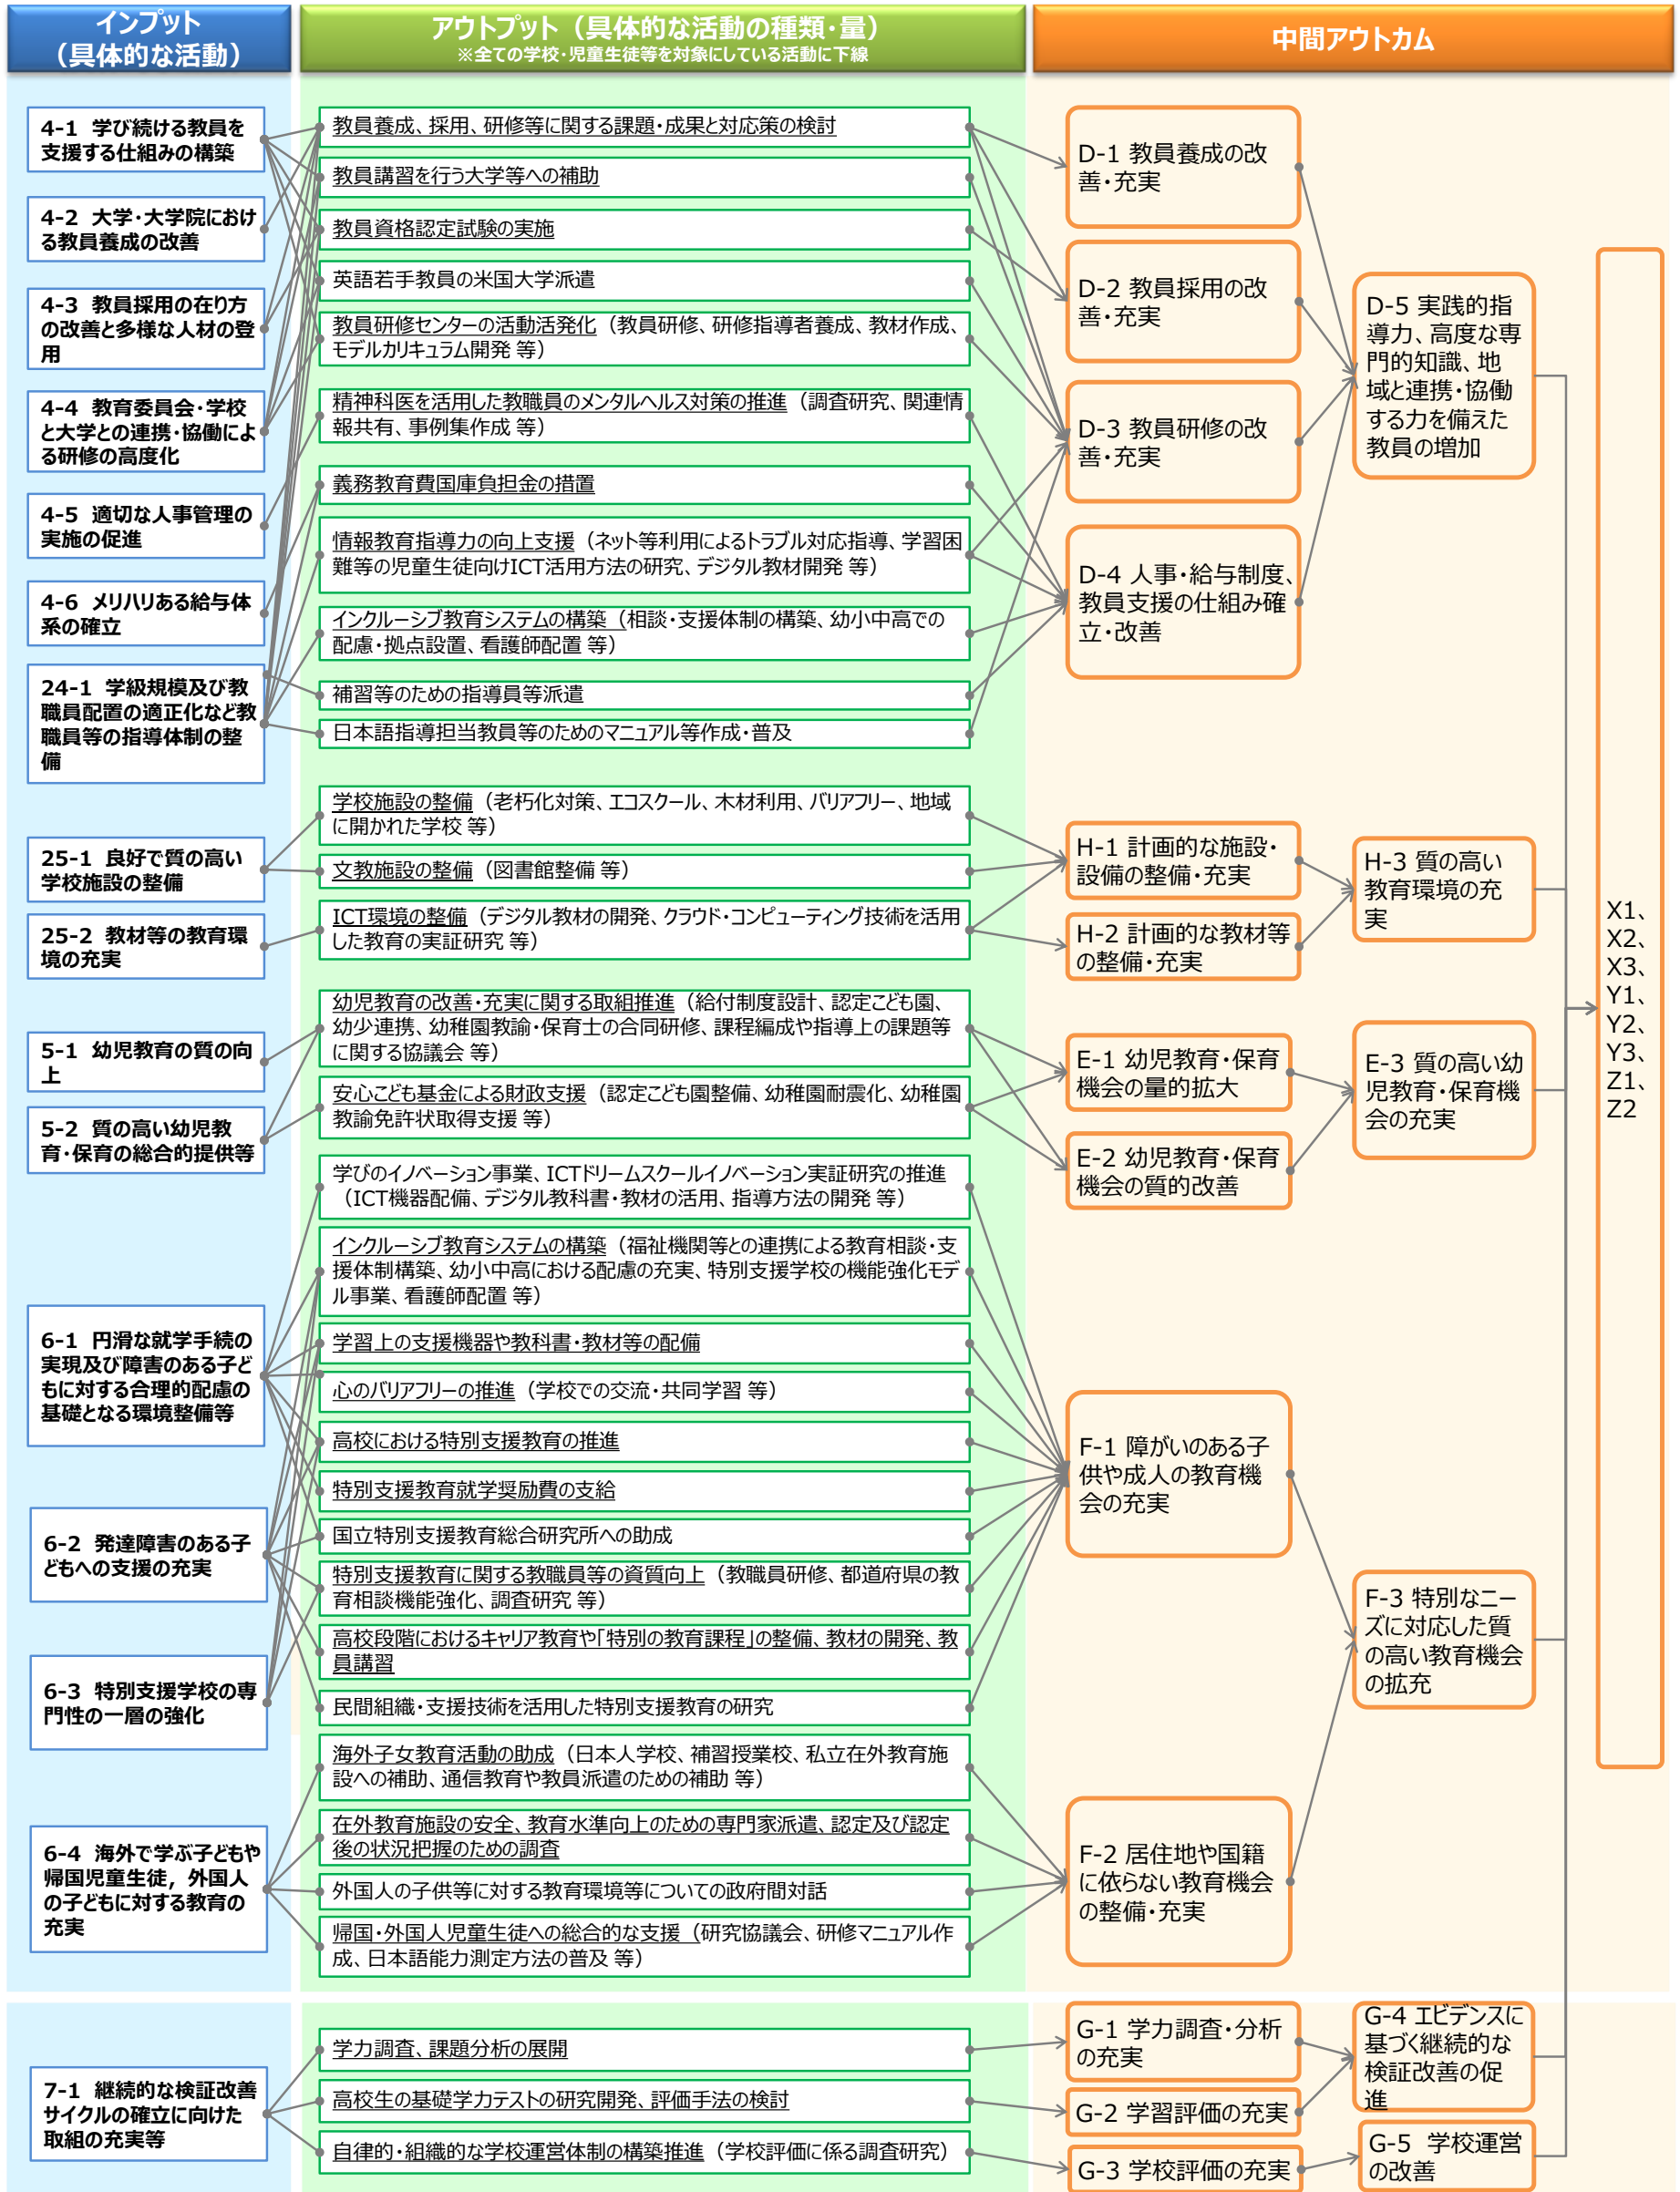 インプット
(具体的な活動)
アウトプット(具体的な活動の種類・量)
※全ての学校・児童生徒等を対象にしている活動に下線
中間アウトカム
4-1 学び続ける教員を
支援する仕組みの構築
4-2 大学・大学院におけ
る教員養成の改善
4-3 教員採用の在り方
の改善と多様な人材の登
用
4-4 教育委員会・学校
と大学との連携・協働によ
る研修の高度化
4-5 適切な人事管理の
実施の促進
4-6 メリハリある給与体
系の確立
24-1 学級規模及び教
職員配置の適正化など教
職員等の指導体制の整
備
25-1 良好で質の高い
学校施設の整備
25-2 教材等の教育環
境の充実
5-1 幼児教育の質の向
上
5-2 質の高い幼児教
育・保育の総合的提供等
6-1 円滑な就学手続の
実現及び障害のある子ど
もに対する合理的配慮の
基礎となる環境整備等
6-2 発達障害のある子
どもへの支援の充実
6-3 特別支援学校の専
門性の一層の強化
6-4 海外で学ぶ子どもや
帰国児童生徒,外国人
の子どもに対する教育の
充実
7-1 継続的な検証改善
サイクルの確立に向けた
取組の充実等
教員養成、採用、研修等に関する課題・成果と対応策の検討
教員講習を行う大学等への補助
教員資格認定試験の実施
英語若手教員の米国大学派遣
教員研修センターの活動活発化(教員研修、研修指導者養成、教材作成、
モデルカリキュラム開発 等)
精神科医を活用した教職員のメンタルヘルス対策の推進(調査研究、関連情
報共有、事例集作成 等)
義務教育費国庫負担金の措置
情報教育指導力の向上支援(ネット等利用によるトラブル対応指導、学習困
難等の児童生徒向けICT活用方法の研究、デジタル教材開発 等)
インクルーシブ教育システムの構築(相談・支援体制の構築、幼小中高での
配慮・拠点設置、看護師配置 等)
補習等のための指導員等派遣
日本語指導担当教員等のためのマニュアル等作成・普及
学校施設の整備(老朽化対策、エコスクール、木材利用、バリアフリー、地域
に開かれた学校 等)
文教施設の整備(図書館整備 等)
ICT環境の整備(デジタル教材の開発、クラウド・コンピューティング技術を活用
した教育の実証研究 等)
幼児教育の改善・充実に関する取組推進(給付制度設計、認定こども園、
幼少連携、幼稚園教諭・保育士の合同研修、課程編成や指導上の課題等
に関する協議会 等)
安心こども基金による財政支援(認定こども園整備、幼稚園耐震化、幼稚園
教諭免許状取得支援 等)
学びのイノベーション事業、ICTドリームスクールイノベーション実証研究の推進
(ICT機器配備、デジタル教科書・教材の活用、指導方法の開発 等)
インクルーシブ教育システムの構築(福祉機関等との連携による教育相談・支
援体制構築、幼小中高における配慮の充実、特別支援学校の機能強化モデ
ル事業、看護師配置 等)
学習上の支援機器や教科書・教材等の配備
心のバリアフリーの推進(学校での交流・共同学習 等)
高校における特別支援教育の推進
特別支援教育就学奨励費の支給
国立特別支援教育総合研究所への助成
特別支援教育に関する教職員等の資質向上(教職員研修、都道府県の教
育相談機能強化、調査研究 等)
高校段階におけるキャリア教育や「特別の教育課程」の整備、教材の開発、教
員講習
民間組織・支援技術を活用した特別支援教育の研究
海外子女教育活動の助成(日本人学校、補習授業校、私立在外教育施
設への補助、通信教育や教員派遣のための補助 等)
在外教育施設の安全、教育水準向上のための専門家派遣、認定及び認定
後の状況把握のための調査
外国人の子供等に対する教育環境等についての政府間対話
帰国・外国人児童生徒への総合的な支援(研究協議会、研修マニュアル作
成、日本語能力測定方法の普及 等)
学力調査、課題分析の展開
高校生の基礎学力テストの研究開発、評価手法の検討
自律的・組織的な学校運営体制の構築推進(学校評価に係る調査研究)
D-1 教員養成の改
善・充実
D-2 教員採用の改
善・充実
D-3 教員研修の改
善・充実
D-4 人事・給与制度、
教員支援の仕組み確
立・改善
H-1 計画的な施設・
設備の整備・充実
H-2 計画的な教材等
の整備・充実
E-1 幼児教育・保育
機会の量的拡大
E-2 幼児教育・保育
機会の質的改善
F-1 障がいのある子
供や成人の教育機
会の充実
F-2 居住地や国籍
に依らない教育機会
の整備・充実
G-1 学力調査・分析
の充実
G-2 学習評価の充実
G-3 学校評価の充実
D-5 実践的指
導力、高度な専
門的知識、地
域と連携・協働
する力を備えた
教員の増加
H-3 質の高い
教育環境の充
実
E-3 質の高い幼
児教育・保育機
会の充実
F-3 特別なニー
ズに対応した質
の高い教育機会
の拡充
G-4 エビデンスに
基づく継続的な
検証改善の促
進
G-5 学校運営
の改善
X1、
X2、
X3、
Y1、
Y2、
Y3、
Z1、
Z2